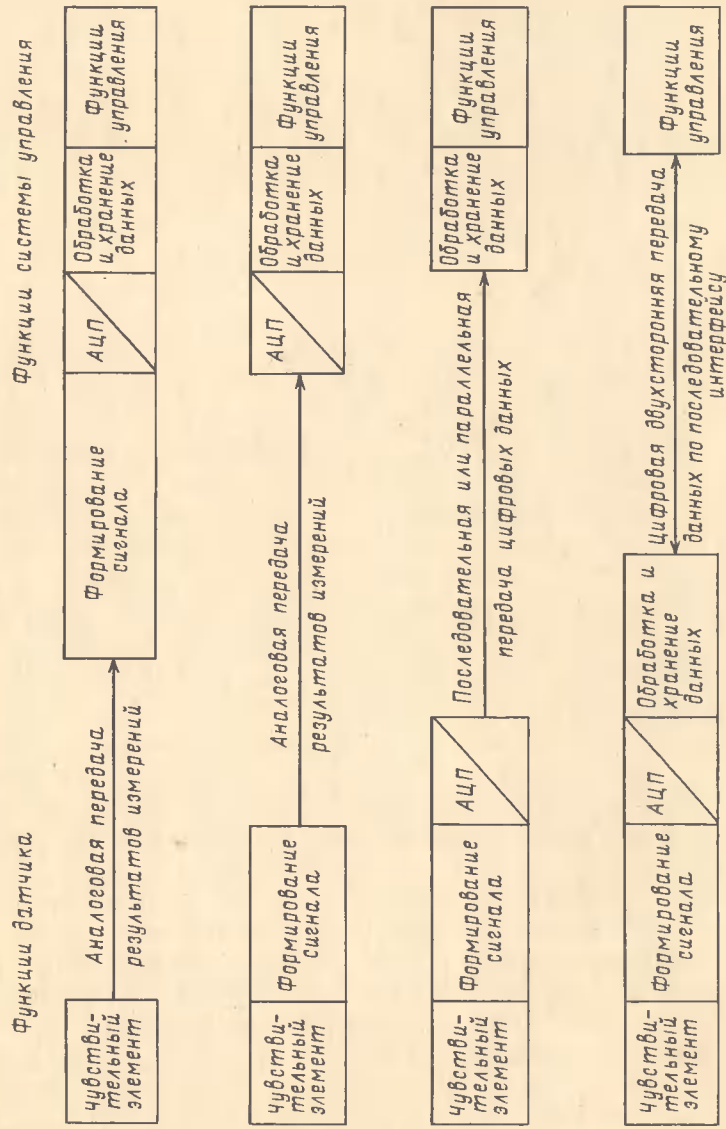 Функции датчика
Функции системы управления
Чувстви-
тельный
элемент
Аналоговая передача
результатов измерений
Формирование
сигнала
АЦП
Обработка
и хранение
данных
Функции
управления
Чувстви-
тельный
элемент
Формирование
сигнала
Аналоговая передача
результатов измерений
АЦП
Обработка
и хранение
данных
Функции
управления
Чувстви-
тельный
элемент
Формирование
сигнала
АЦП
Последовательная или параллельная
передача цифровых данных
Обработка
и хранение
данных
Функции
управления
Чувстви-
тельный
элемент
Формирование
сигнала
АЦП
Обработка и
хранение
данных
Цифровая двухсторонняя передача
данных по последовательному
интерфейсу
Функции
управления